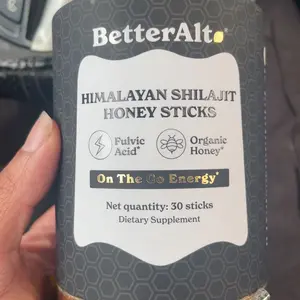 BetterAlt
HIMALAYAN SHILAJIT
HONEY STICKS
Fulvic
Acid*
Organic
Honey*
On The Go Energy*
Net quantity: 30 sticks
Dietary Supplement